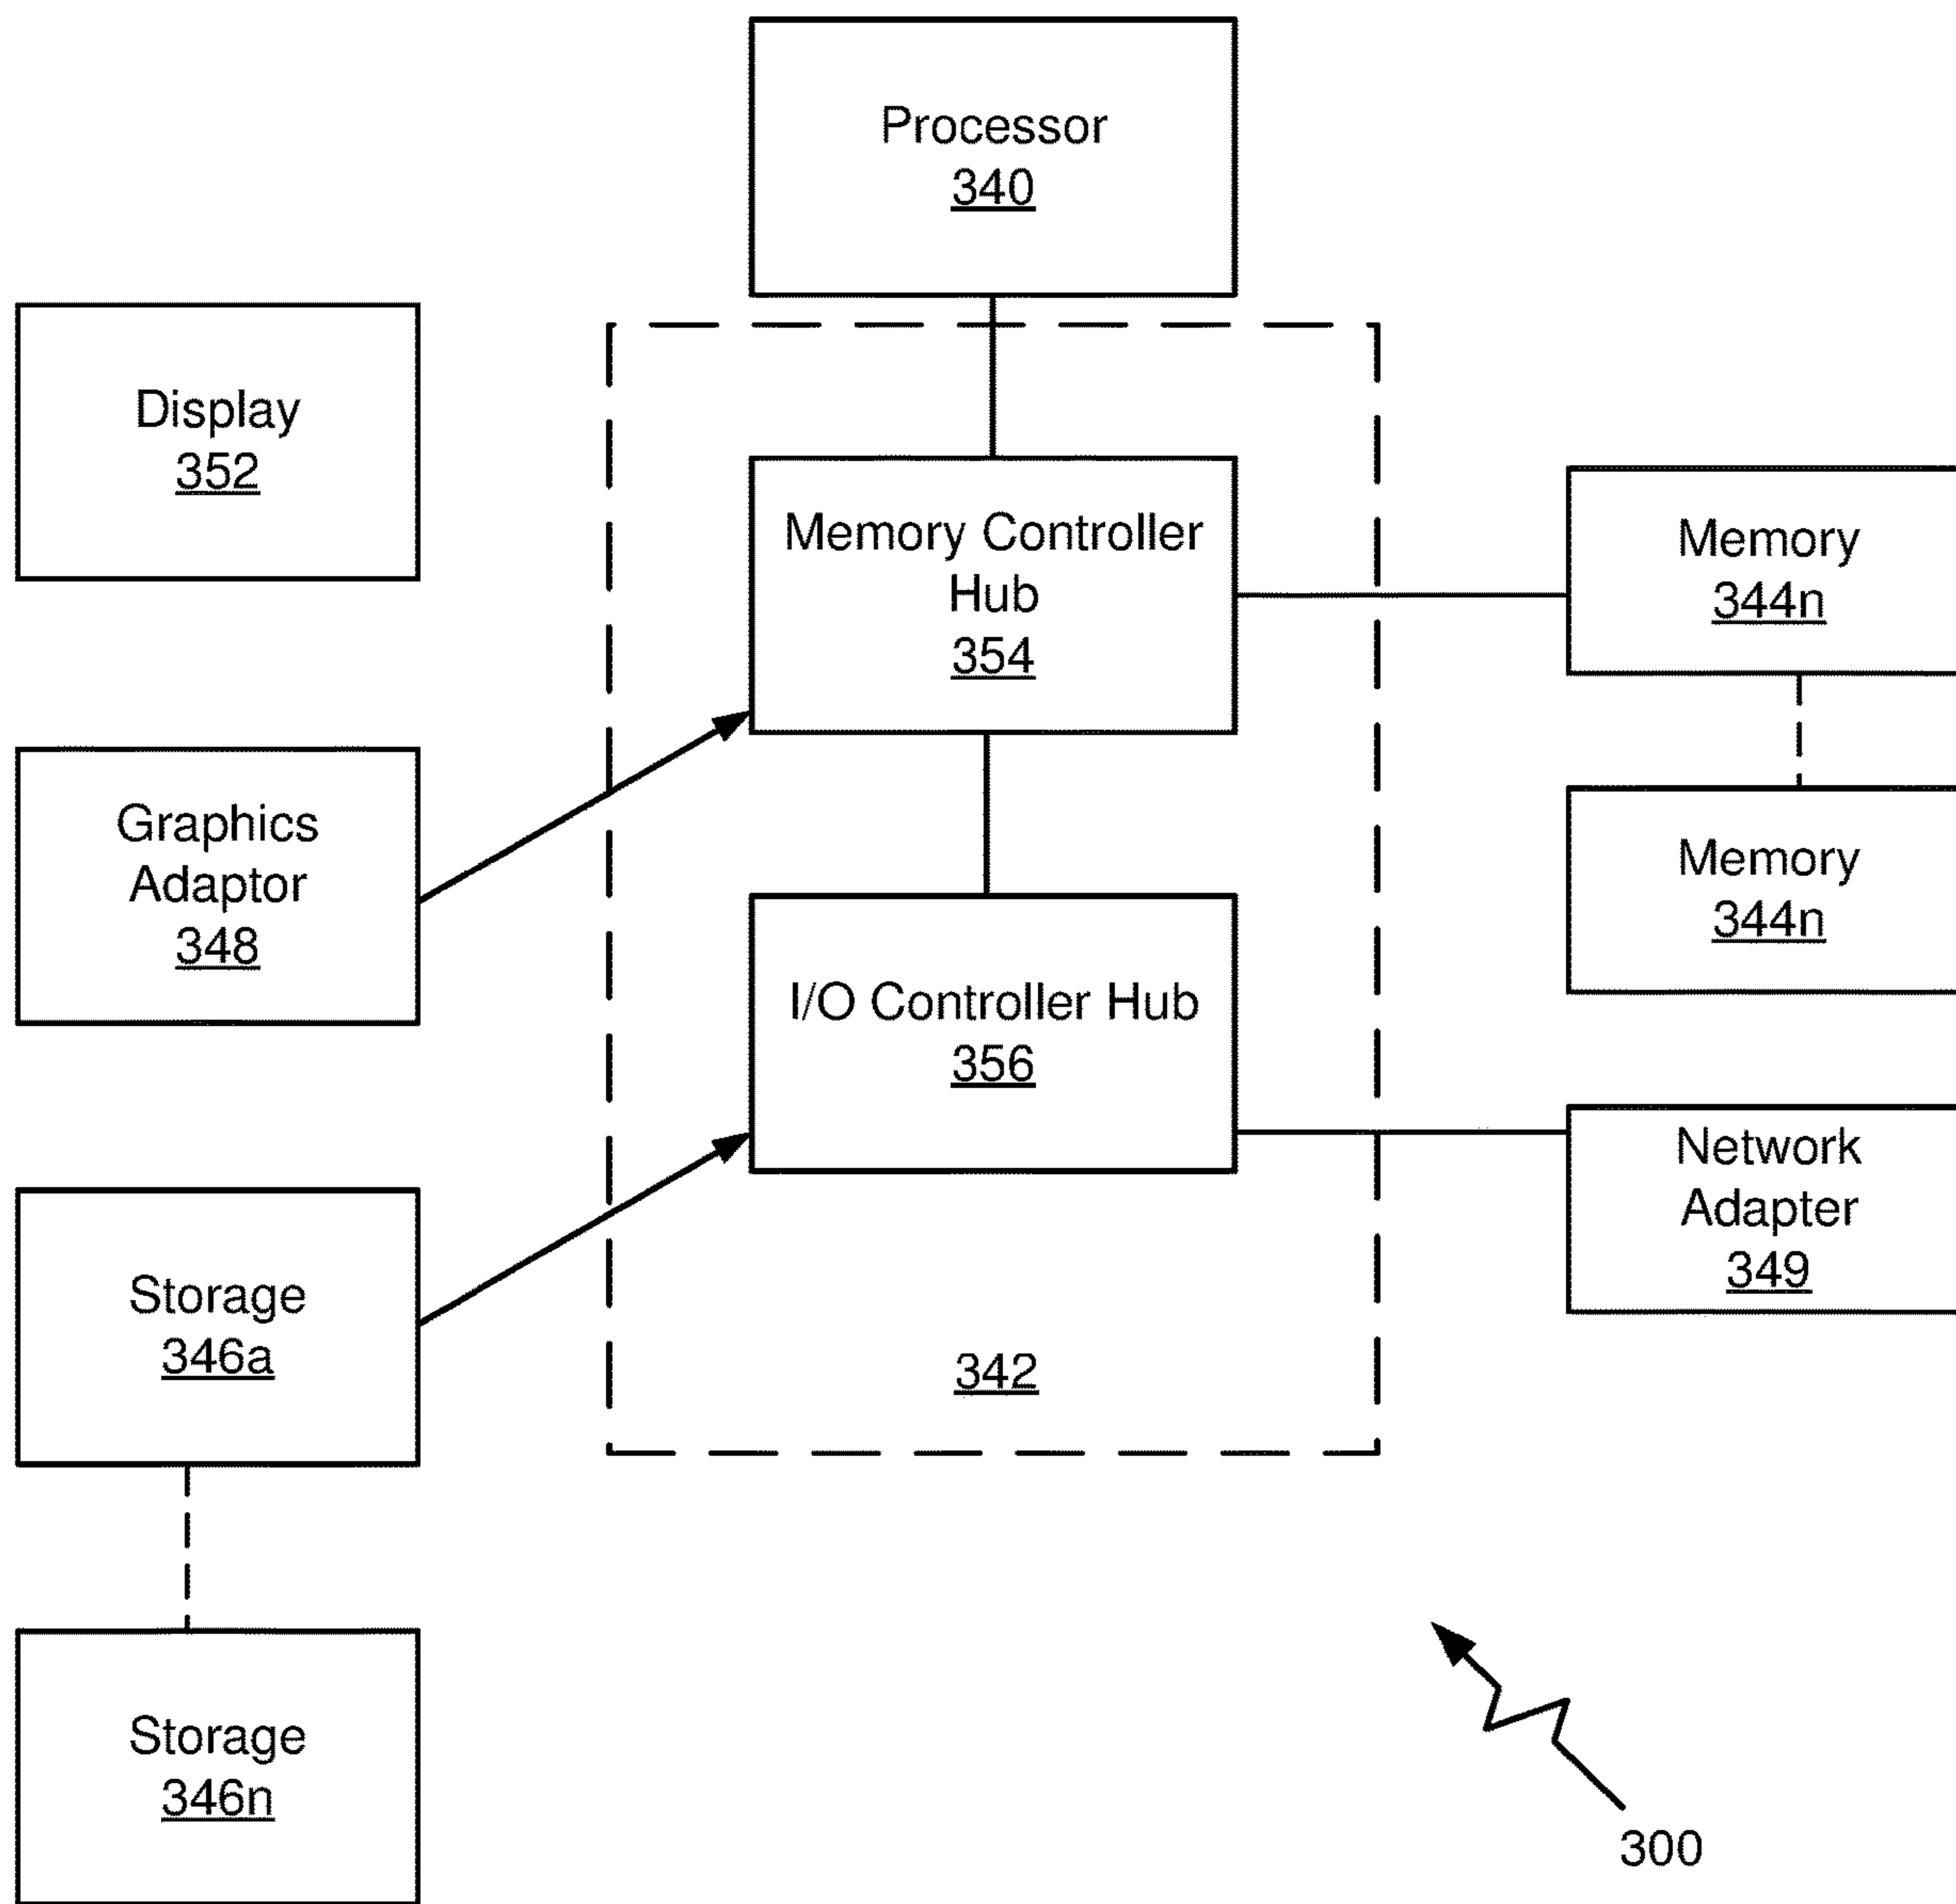 Processor
340
Display
352
Memory Controller
Hub
354
Memory
344n
Graphics
Adaptor
348
Memory
344n
I/O Controller Hub
356
Network
Adapter
349
Storage
346a
342
Storage
346n
300